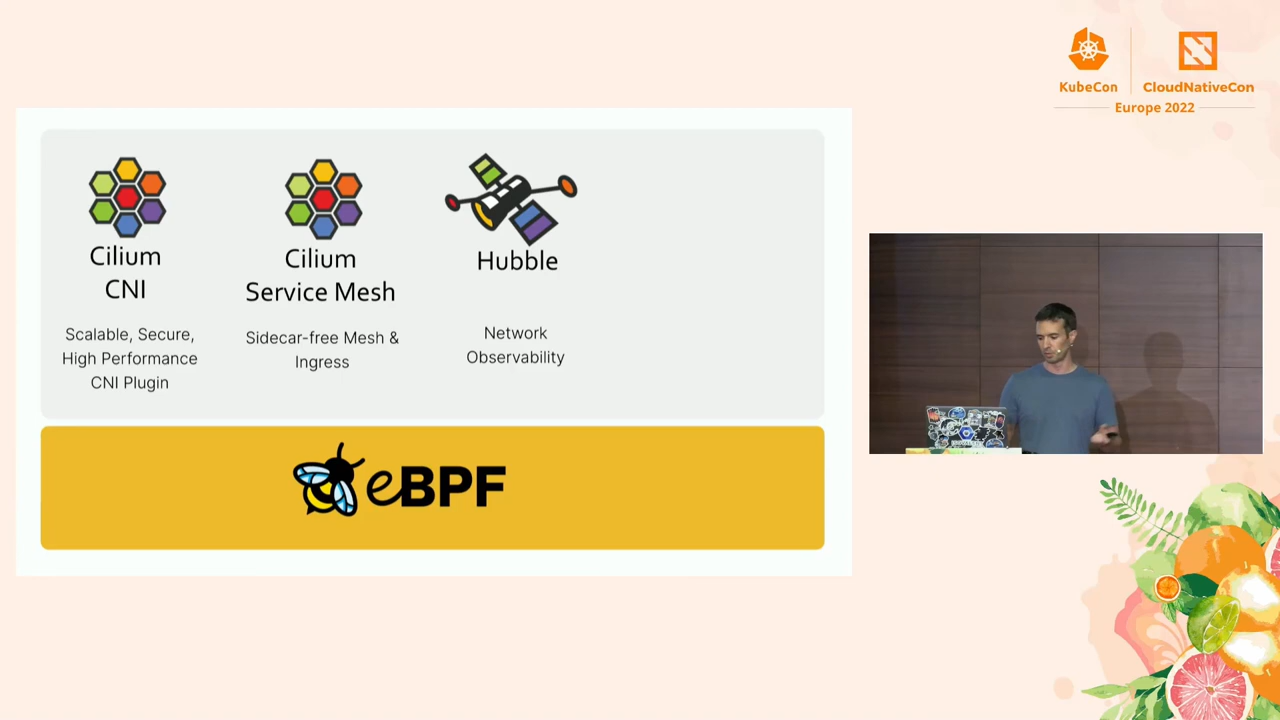 KubeCon
CloudNativeCon
Europe 2022
Cilium
CNI
Scalable, Secure,
High Performance
CNI Plugin
Cilium
Service Mesh
Sidecar-free Mesh &
Ingress
Hubble
Network
Observability
eBPF